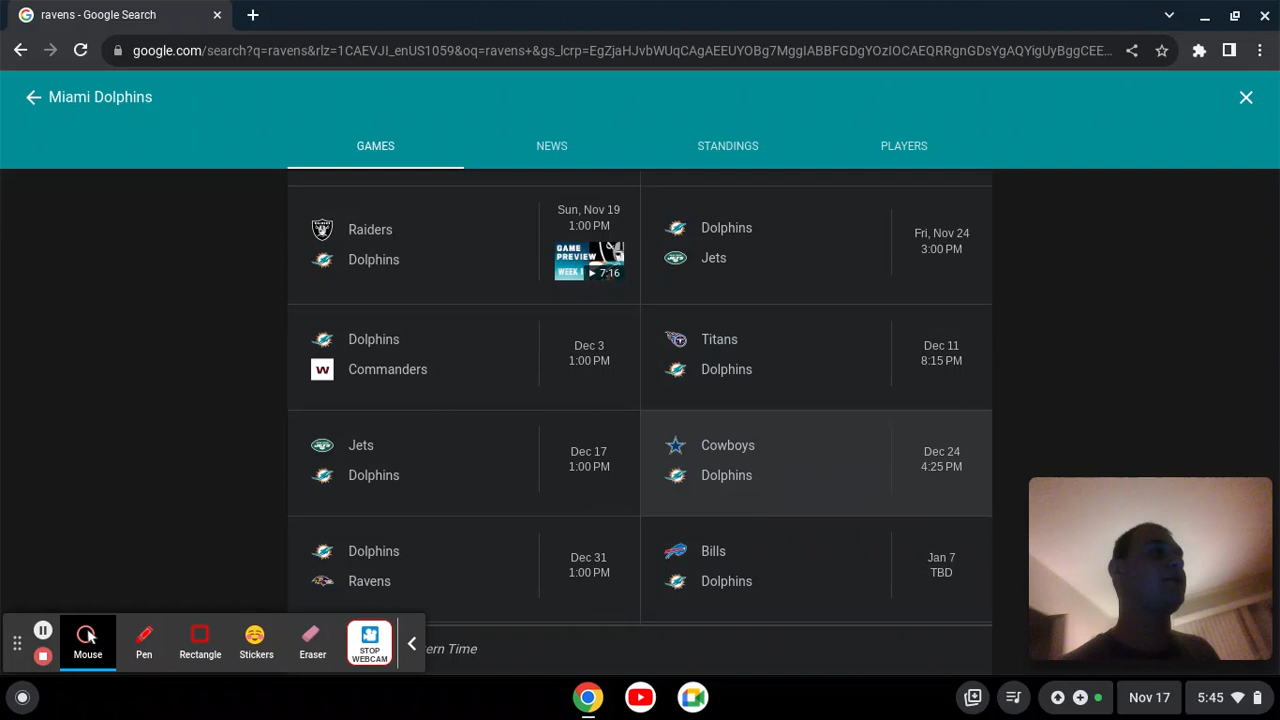 ravens - Google Search
google.com/search?q=ravens&rlz=1CAEVJI_enUS1059&oq=ravens+&gs_lcrp=EgZjaHJvbWUqCAgAEEUYOBg7MggIABBFGDgYOzIOCAEQRRgnGDsYgAQYigUyBggCEE...
Miami Dolphins
GAMES
NEWS
STANDINGS
PLAYERS
Raiders
Dolphins
Sun, Nov 19
1:00 PM
GAME
PREVIEW
WEEK 1
7:16
Dolphins
Jets
Fri, Nov 24
3:00 PM
Dolphins
Commanders
Dec 3
1:00 PM
Titans
Dolphins
Dec 11
8:15 PM
Jets
Dolphins
Dec 17
1:00 PM
Cowboys
Dolphins
Dec 24
4:25 PM
Dolphins
Ravens
Dec 31
1:00 PM
Bills
Dolphins
Jan 7
TBD
ern Time
Mouse
Pen
Rectangle
Stickers
Eraser
STOP
WEBCAM
Nov 17
5:45